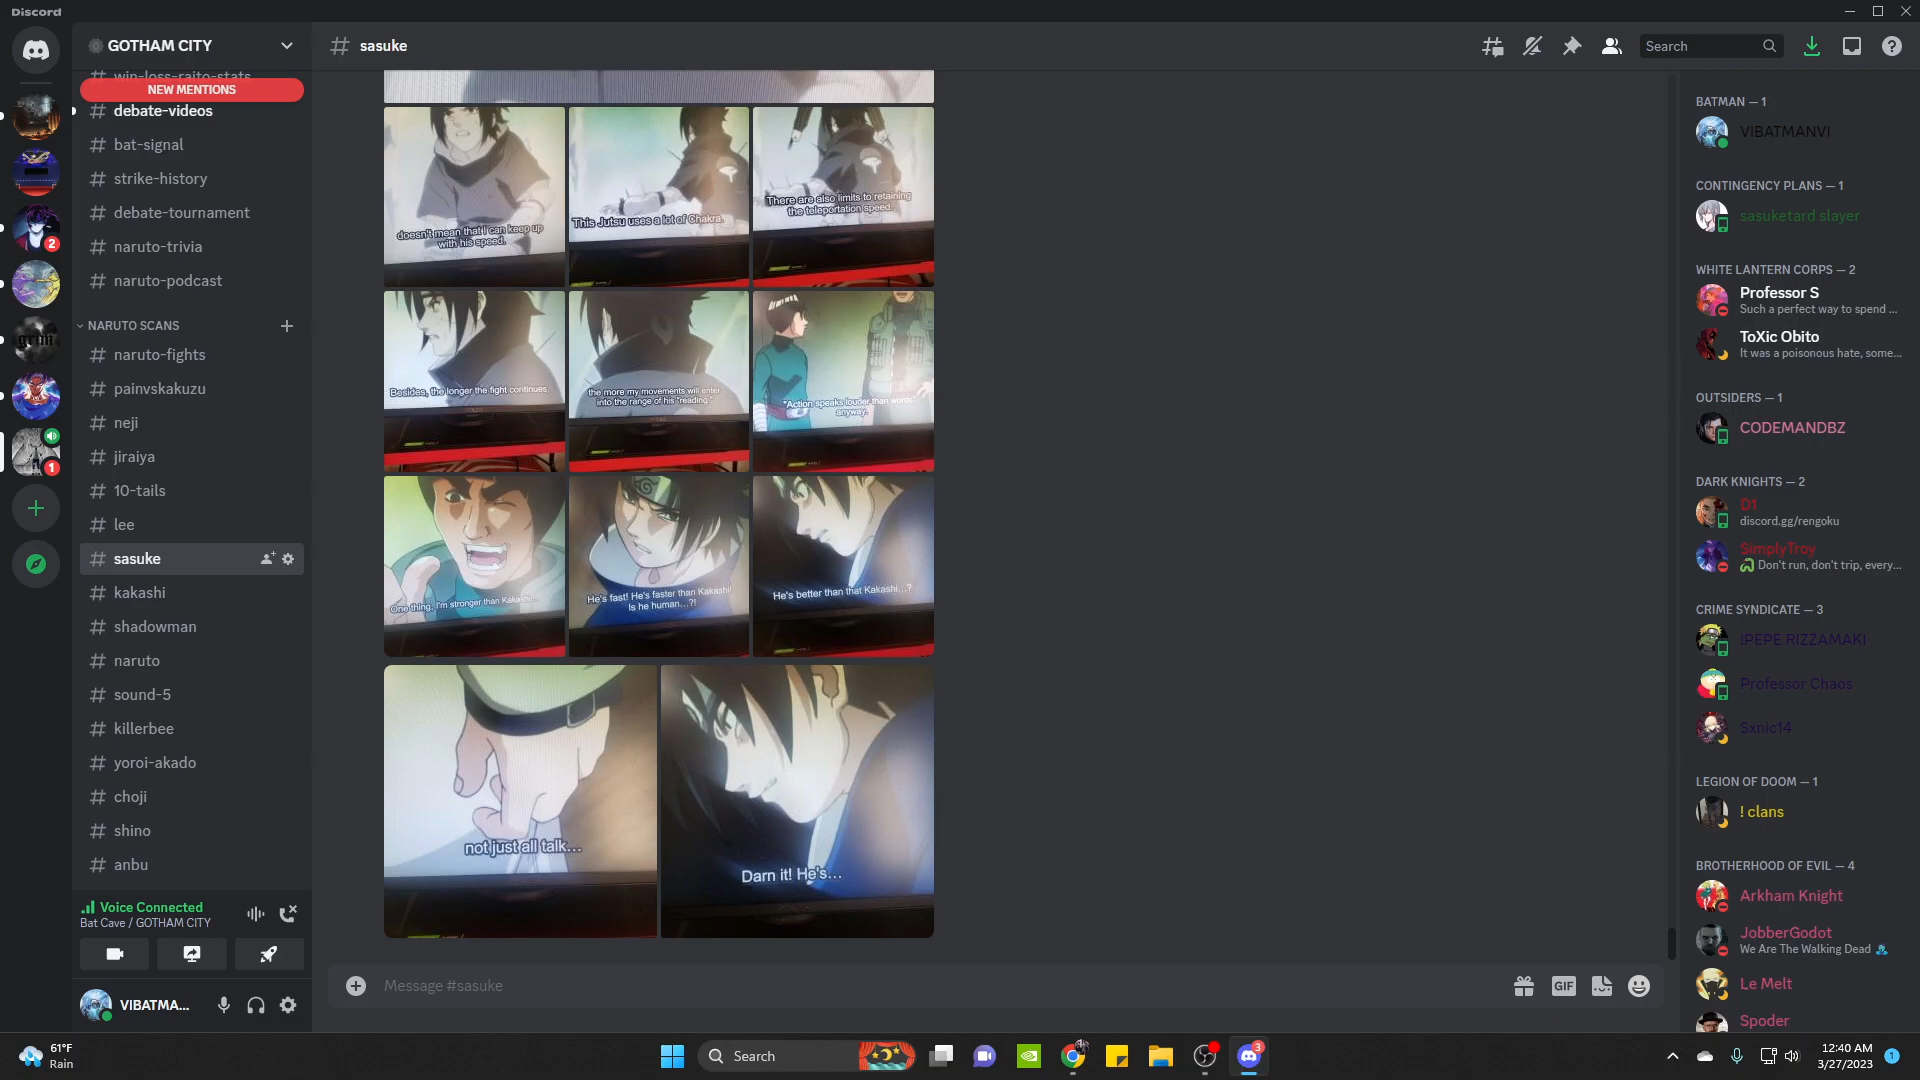 Discord
GOTHAM CITY
sasuke
Search
win-loss-raito-stats
NEW MENTIONS
debate-videos
bat-signal
strike-history
debate-tournament
naruto-trivia
naruto-podcast
NARUTO SCANS
naruto-fights
painvskakuzu
neji
jiraiya
10-tails
lee
sasuke
kakashi
shadowman
naruto
sound-5
killerbee
yoroi-akado
choji
shino
anbu
2
grim
1
Voice Connected
Bat Cave / GOTHAM CITY
VIBATMA...
doesn't mean that I can keep up
with his speed.
This Jutsu uses a lot of Chakra.
There are also limits to retaining
the teleportation speed.
Besides, the longer the fight continues,
the more my movements will enter
into the range of his "reading."
"Action speaks louder than words"
anyway.
One thing. I'm stronger than Kakashi...
He's fast! He's faster than Kakashi!
Is he human...?!
He's better than that Kakashi...?
not just all talk...
Darn it! He's...
Message #sasuke
GIF
BATMAN — 1
VIBATMANVI
CONTINGENCY PLANS — 1
sasuketard slayer
WHITE LANTERN CORPS — 2
Professor S
Such a perfect way to spend ...
ToXic Obito
It was a poisonous hate, some...
OUTSIDERS — 1
CODEMANDBZ
DARK KNIGHTS — 2
D1
discord.gg/rengoku
SimplyTroy
Don't run, don't trip, every...
CRIME SYNDICATE — 3
!PEPE RIZZAMAKI
Professor Chaos
Sxnic14
LEGION OF DOOM — 1
! clans
BROTHERHOOD OF EVIL — 4
Arkham Knight
JobberGodot
We Are The Walking Dead
Le Melt
Spoder
61°F
Rain
Search
3
12:40 AM
3/27/2023
1